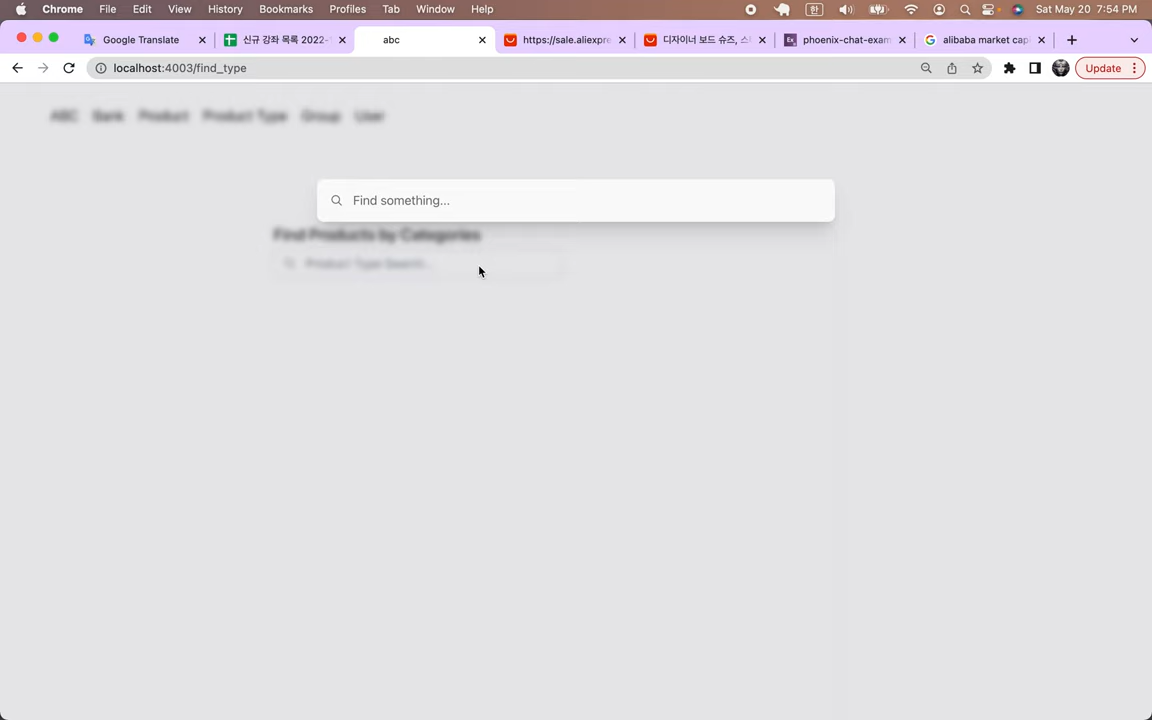 Chrome File Edit View History Bookmarks Profiles Tab Window Help 한 Sat May 20 7:54 PM
Google Translate 신규 강좌 목록 2022- abc https://sale.aliexpre 디자이너 보드 슈즈, 스 phoenix-chat-exam alibaba market cap
localhost:4003/find_type Update
ABC Bank Product Product Type Group User
Find something...
Find Products by Categories
Product Type Search...